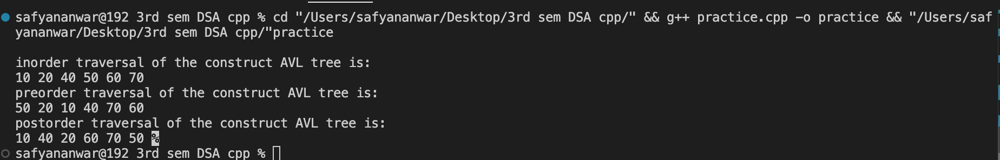 safyananwar@192 3rd sem DSA cpp % cd "/Users/safyananwar/Desktop/3rd sem DSA cpp/" && g++ practice.cpp -o practice && "/Users/saf
yananwar/Desktop/3rd sem DSA cpp/"practice
inorder traversal of the construct AVL tree is:
10 20 40 50 60 70
preorder traversal of the construct AVL tree is:
50 20 10 40 70 60
postorder traversal of the construct AVL tree is:
10 40 20 60 70 50 %
safyananwar@192 3rd sem DSA cpp %